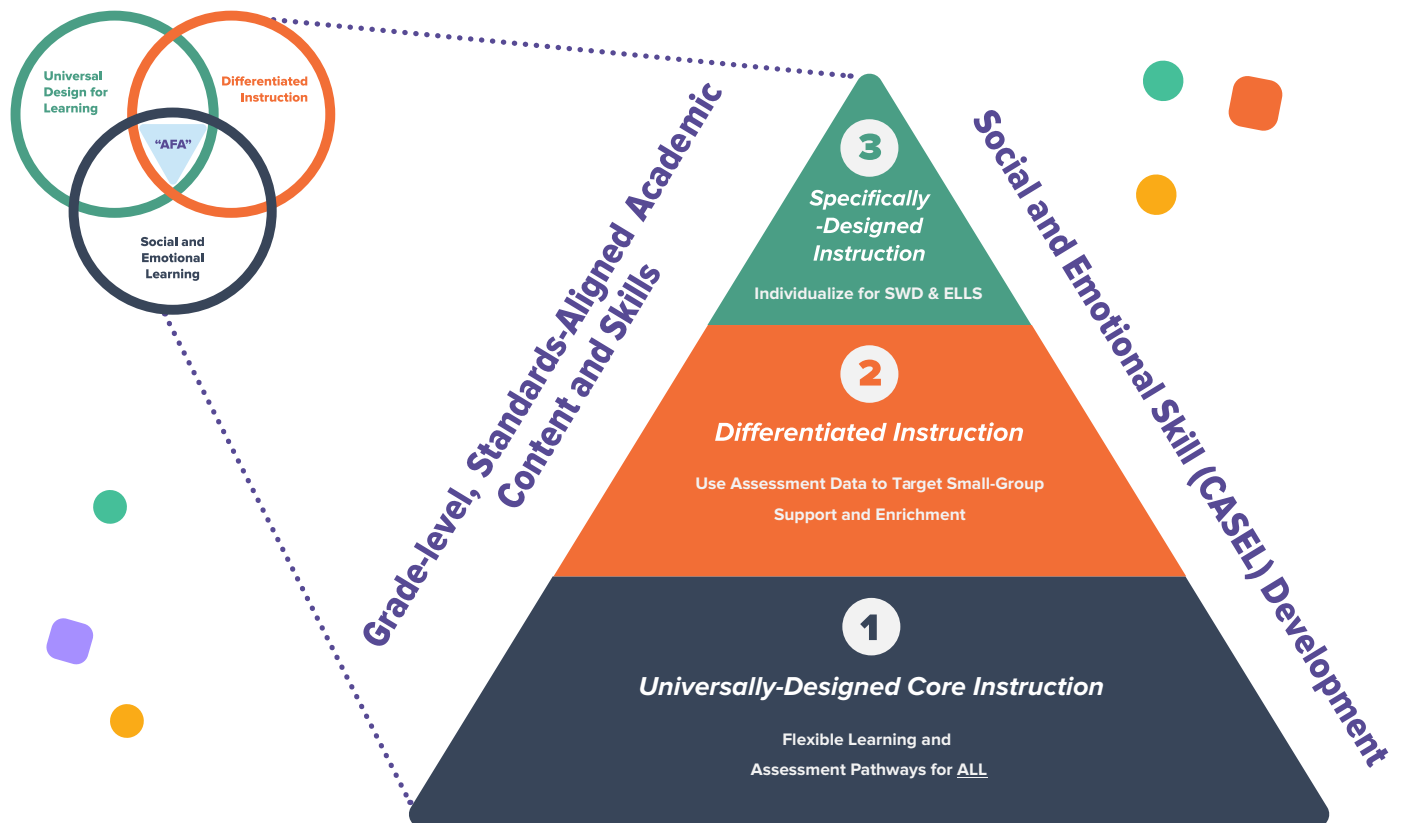 Universal
Design for
Learning
Differentiated
Instruction
“AFA”
Social and
Emotional
Learning
Grade-level, Standards-Aligned Academic
Content and Skills
3
Specifically
-Designed
Instruction
Individualize for SWD & ELLS
2
Differentiated Instruction
Use Assessment Data to Target Small-Group
Support and Enrichment
1
Universally-Designed Core Instruction
Flexible Learning and
Assessment Pathways for ALL
Social and Emotional Skill (CASEL) Development